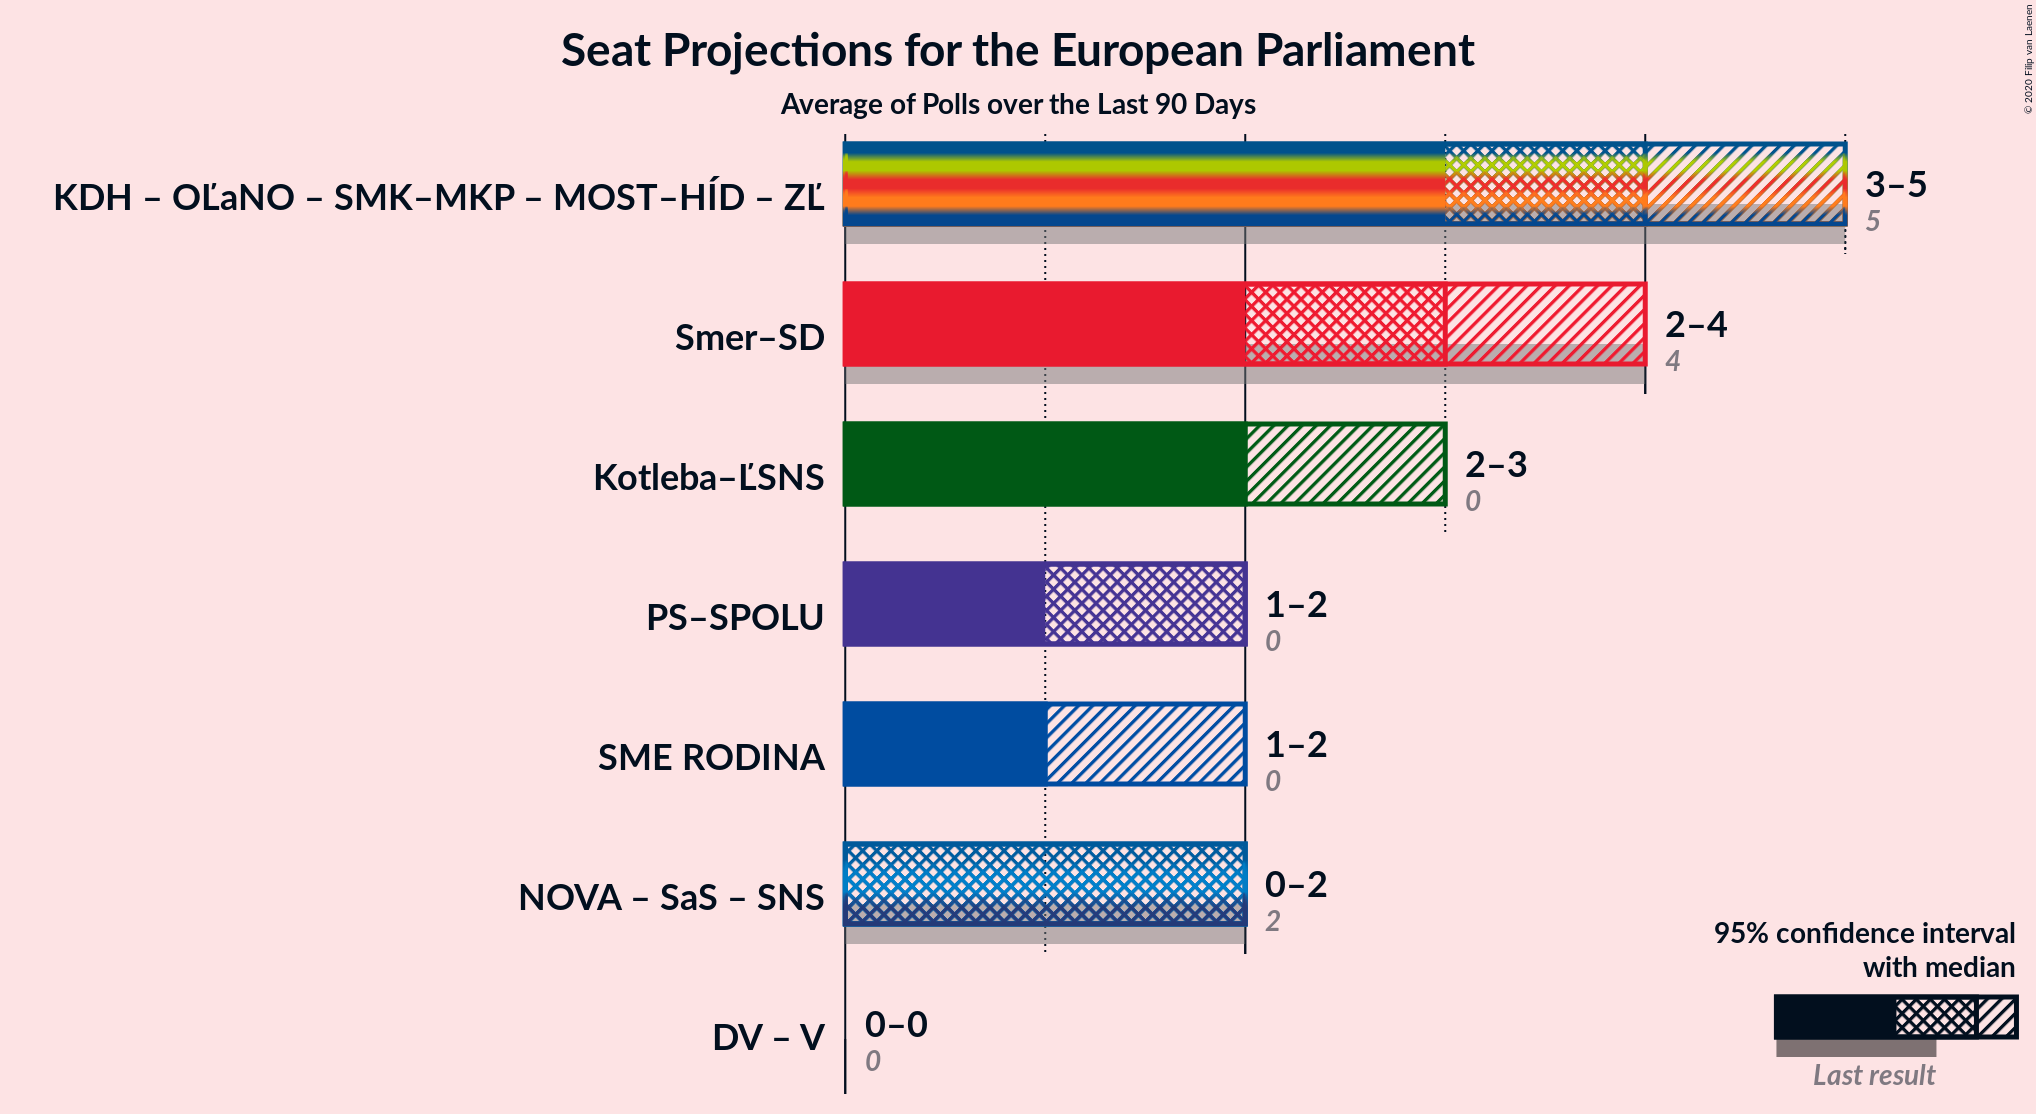 Seat Projections for the European Parliament
Average of Polls over the Last 90 Days
© 2020 Filip van Laenen
KDH – OĽaNO – SMK–MKP – MOST–HÍD – ZĽ
3–5
5
Smer–SD
2–4
4
Kotleba–ĽSNS
2–3
0
PS–SPOLU
1–2
0
SME RODINA
1–2
0
NOVA – SaS – SNS
0–2
2
DV – V
0–0
0
95% confidence interval
with median
Last result